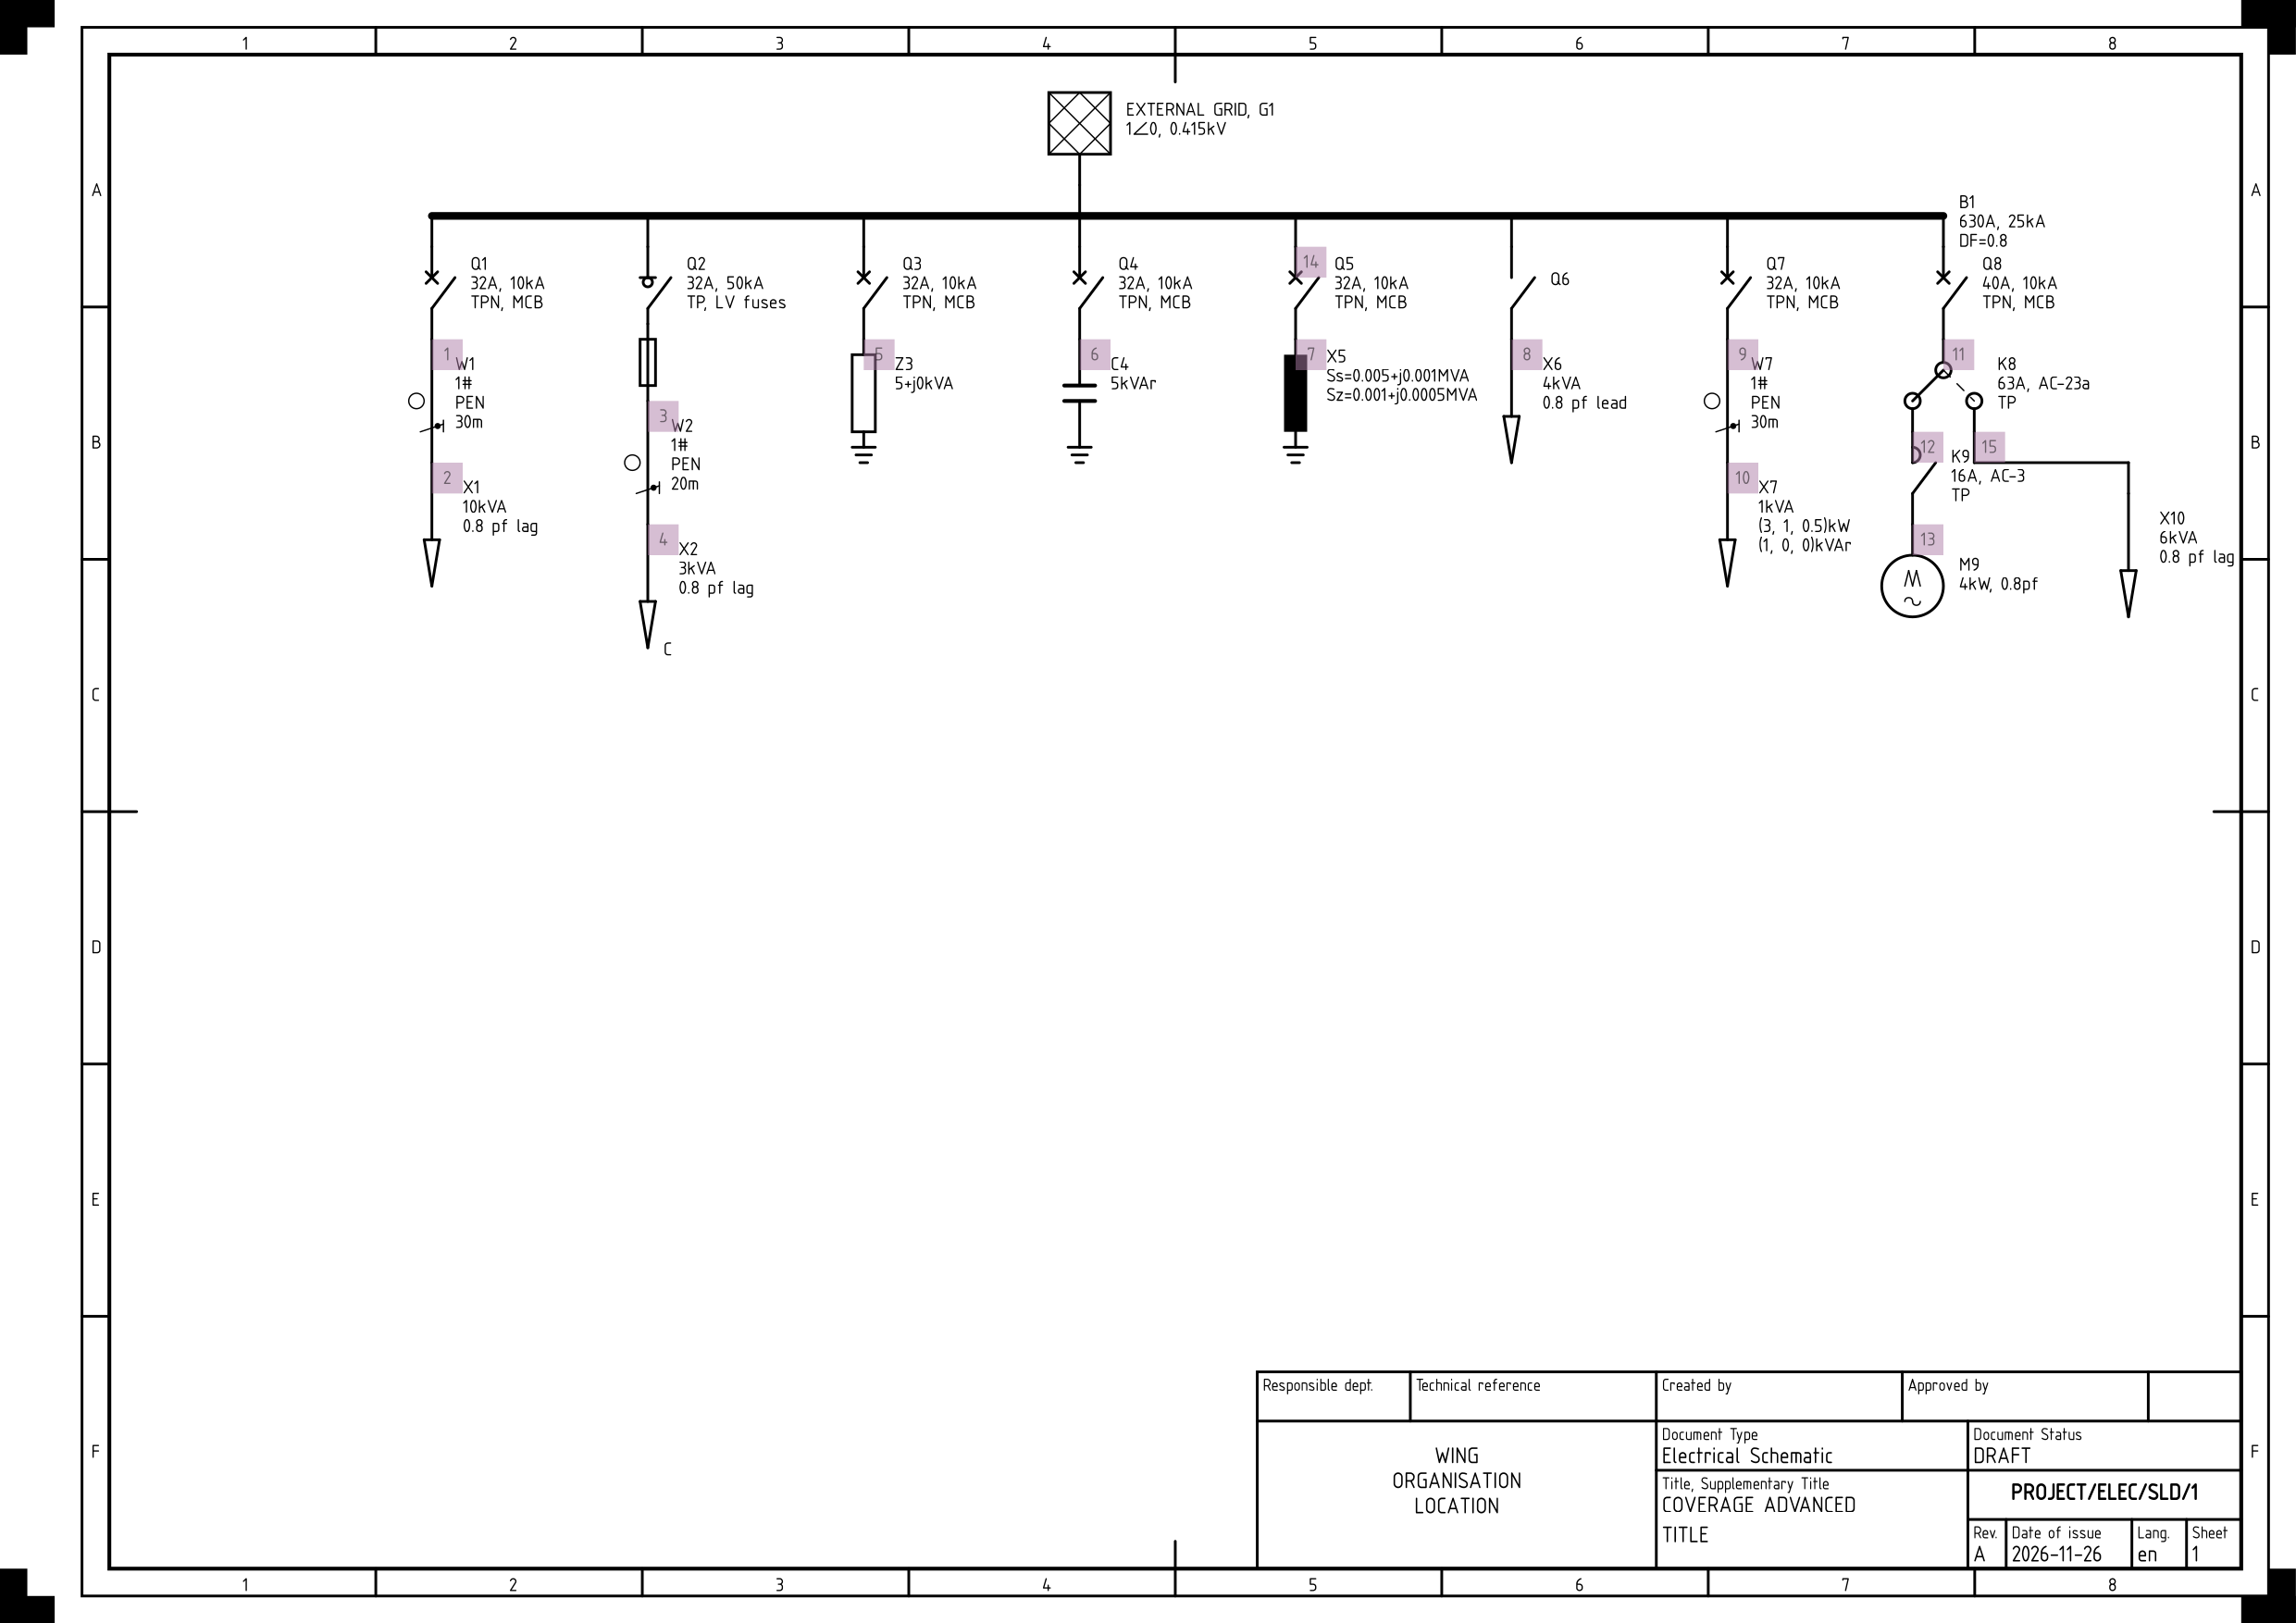 1 2 3 4 5 6 7 8
EXTERNAL GRID, G1
1∠0, 0.415kV
A
A
B1
630A, 25kA
DF=0.8
Q1
32A, 10kA
TPN, MCB
Q2
32A, 50kA
TP, LV fuses
Q3
32A, 10kA
TPN, MCB
Q4
32A, 10kA
TPN, MCB
14
Q5
32A, 10kA
TPN, MCB
Q6
Q7
32A, 10kA
TPN, MCB
Q8
40A, 10kA
TPN, MCB
1
W1
1#
PEN
30m
3
W2
1#
PEN
20m
5
Z3
5+j0kVA
6
C4
5kVAr
7
X5
Ss=0.005+j0.001MVA
Sz=0.001+j0.0005MVA
8
X6
4kVA
0.8 pf lead
9
W7
1#
PEN
30m
11
K8
63A, AC-23a
TP
B
B
2
X1
10kVA
0.8 pf lag
4
X2
3kVA
0.8 pf lag
C
10
X7
1kVA
(3, 1, 0.5)kW
(1, 0, 0)kVAr
12
K9
16A, AC-3
TP
15
13
M9
4kW, 0.8pf
M
X10
6kVA
0.8 pf lag
C
C
D
D
E
E
F
F
Responsible dept.
Technical reference
Created by
Approved by
WING
ORGANISATION
LOCATION
Document Type
Electrical Schematic
Document Status
DRAFT
Title, Supplementary Title
COVERAGE ADVANCED
TITLE
PROJECT/ELEC/SLD/1
Rev.
A
Date of issue
2026-11-26
Lang.
en
Sheet
1
1 2 3 4 5 6 7 8